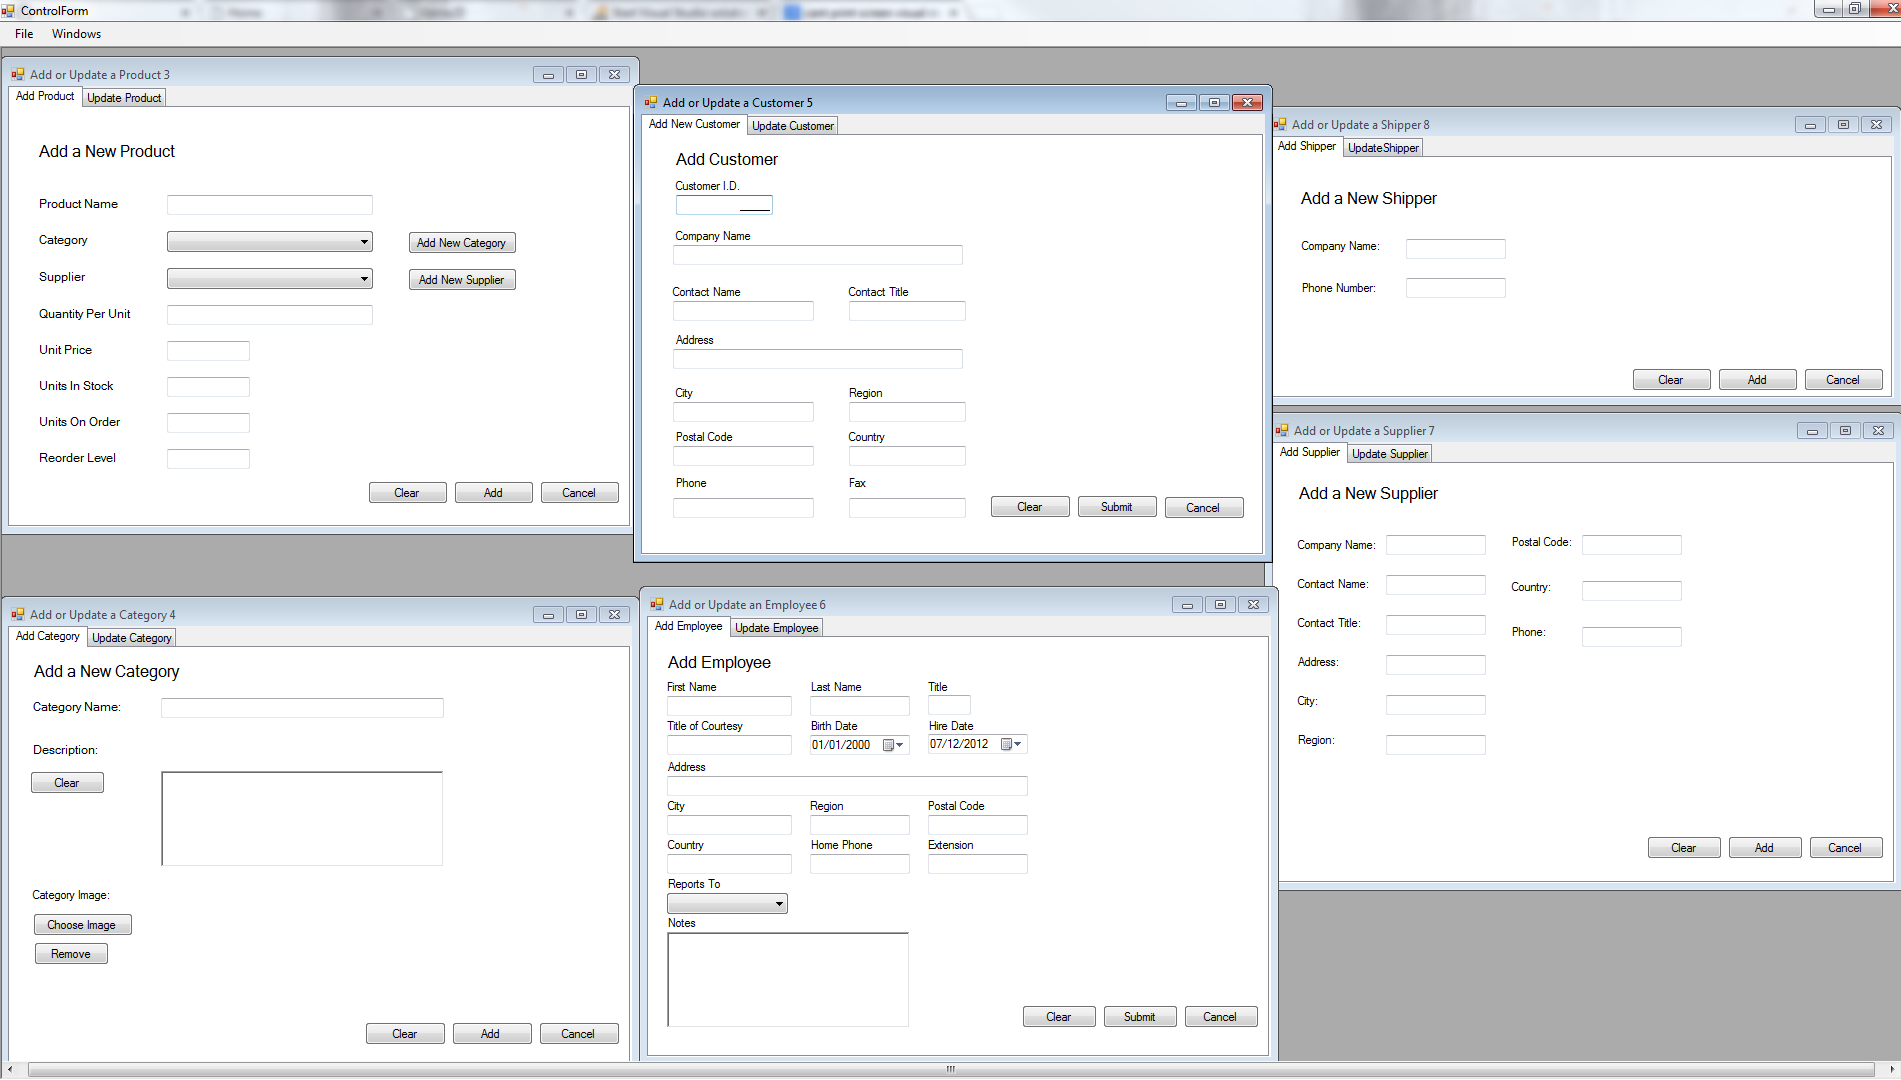 ControlForm
File Windows
Add or Update a Product 3
Add Product Update Product
Add a New Product
Product Name
Category Add New Category
Supplier Add New Supplier
Quantity Per Unit
Unit Price
Units In Stock
Units On Order
Reorder Level
Clear Add Cancel
Add or Update a Customer 5
Add New Customer Update Customer
Add Customer
Customer I.D.
_____
Company Name
Contact Name Contact Title
Address
City Region
Postal Code Country
Phone Fax
Clear Submit Cancel
Add or Update a Shipper 8
Add Shipper UpdateShipper
Add a New Shipper
Company Name:
Phone Number:
Clear Add Cancel
Add or Update a Supplier 7
Add Supplier Update Supplier
Add a New Supplier
Company Name: Postal Code:
Contact Name: Country:
Contact Title: Phone:
Address:
City:
Region:
Clear Add Cancel
Add or Update a Category 4
Add Category Update Category
Add a New Category
Category Name:
Description:
Clear
Category Image:
Choose Image
Remove
Clear Add Cancel
Add or Update an Employee 6
Add Employee Update Employee
Add Employee
First Name Last Name Title
Title of Courtesy Birth Date Hire Date
01/01/2000 07/12/2012
Address
City Region Postal Code
Country Home Phone Extension
Reports To
Notes
Clear Submit Cancel